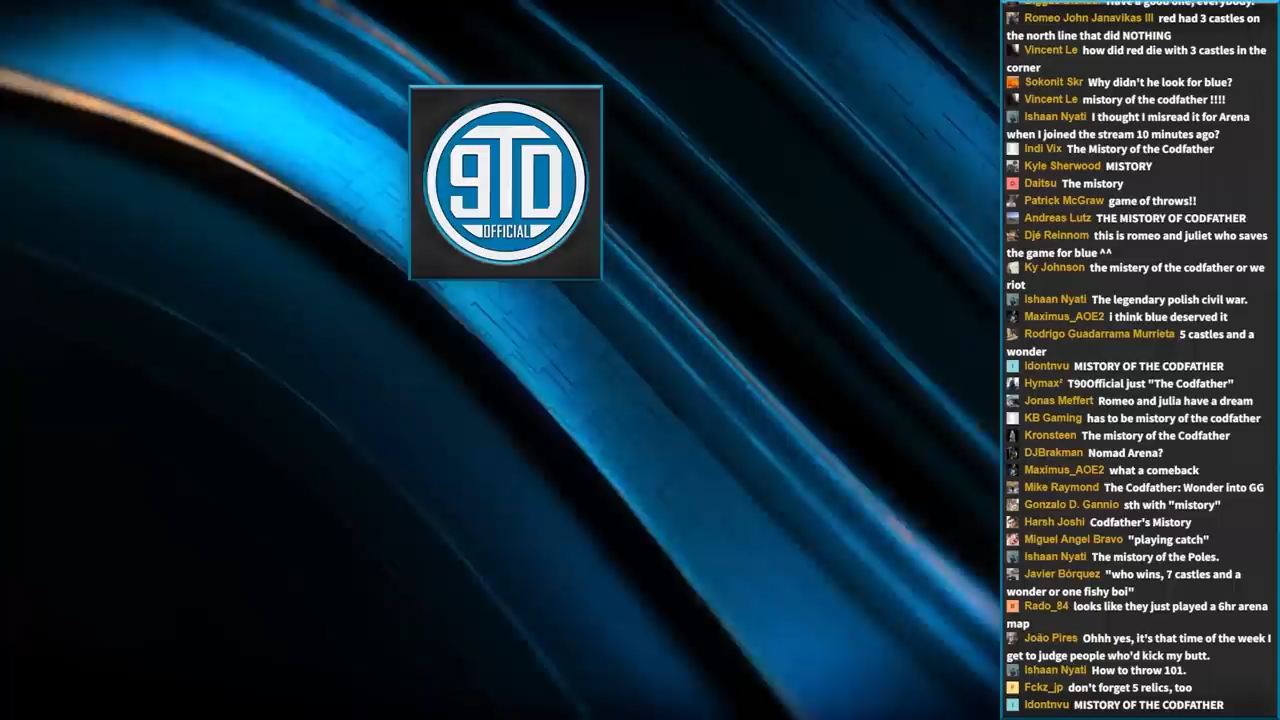 9TO
OFFICIAL
Have a good one, everybody.
Romeo John Janavikas III red had 3 castles on
the north line that did NOTHING
Vincent Le how did red die with 3 castles in the
corner
Sokonit Skr Why didn't he look for blue?
Vincent Le mistory of the codfather !!!!
Ishaan Nyati I thought I misread it for Arena
when I joined the stream 10 minutes ago?
Indi Vix The Mistory of the Codfather
Kyle Sherwood MISTORY
Daitsu The mistory
Patrick McGraw game of throws!!
Andreas Lutz THE MISTORY OF CODFATHER
Djé Reinnom this is romeo and juliet who saves
the game for blue ^^
Ky Johnson the mistery of the codfather or we
riot
Ishaan Nyati The legendary polish civil war.
Maximus_AOE2 i think blue deserved it
Rodrigo Guadarrama Murrieta 5 castles and a
wonder
Idontnvu MISTORY OF THE CODFATHER
Hymax² T90Official just "The Codfather"
Jonas Meffert Romeo and julia have a dream
KB Gaming has to be mistory of the codfather
Kronsteen The mistory of the Codfather
DJBrakman Nomad Arena?
Maximus_AOE2 what a comeback
Mike Raymond The Codfather: Wonder into GG
Gonzalo D. Gannio sth with "mistory"
Harsh Joshi Codfather's Mistory
Miguel Angel Bravo "playing catch"
Ishaan Nyati The mistory of the Poles.
Javier Bórquez "who wins, 7 castles and a
wonder or one fishy boi"
Rado_84 looks like they just played a 6hr arena
map
João Pires Ohhh yes, it's that time of the week I
get to judge people who'd kick my butt.
Ishaan Nyati How to throw 101.
Fckz_jp don't forget 5 relics, too
Idontnvu MISTORY OF THE CODFATHER